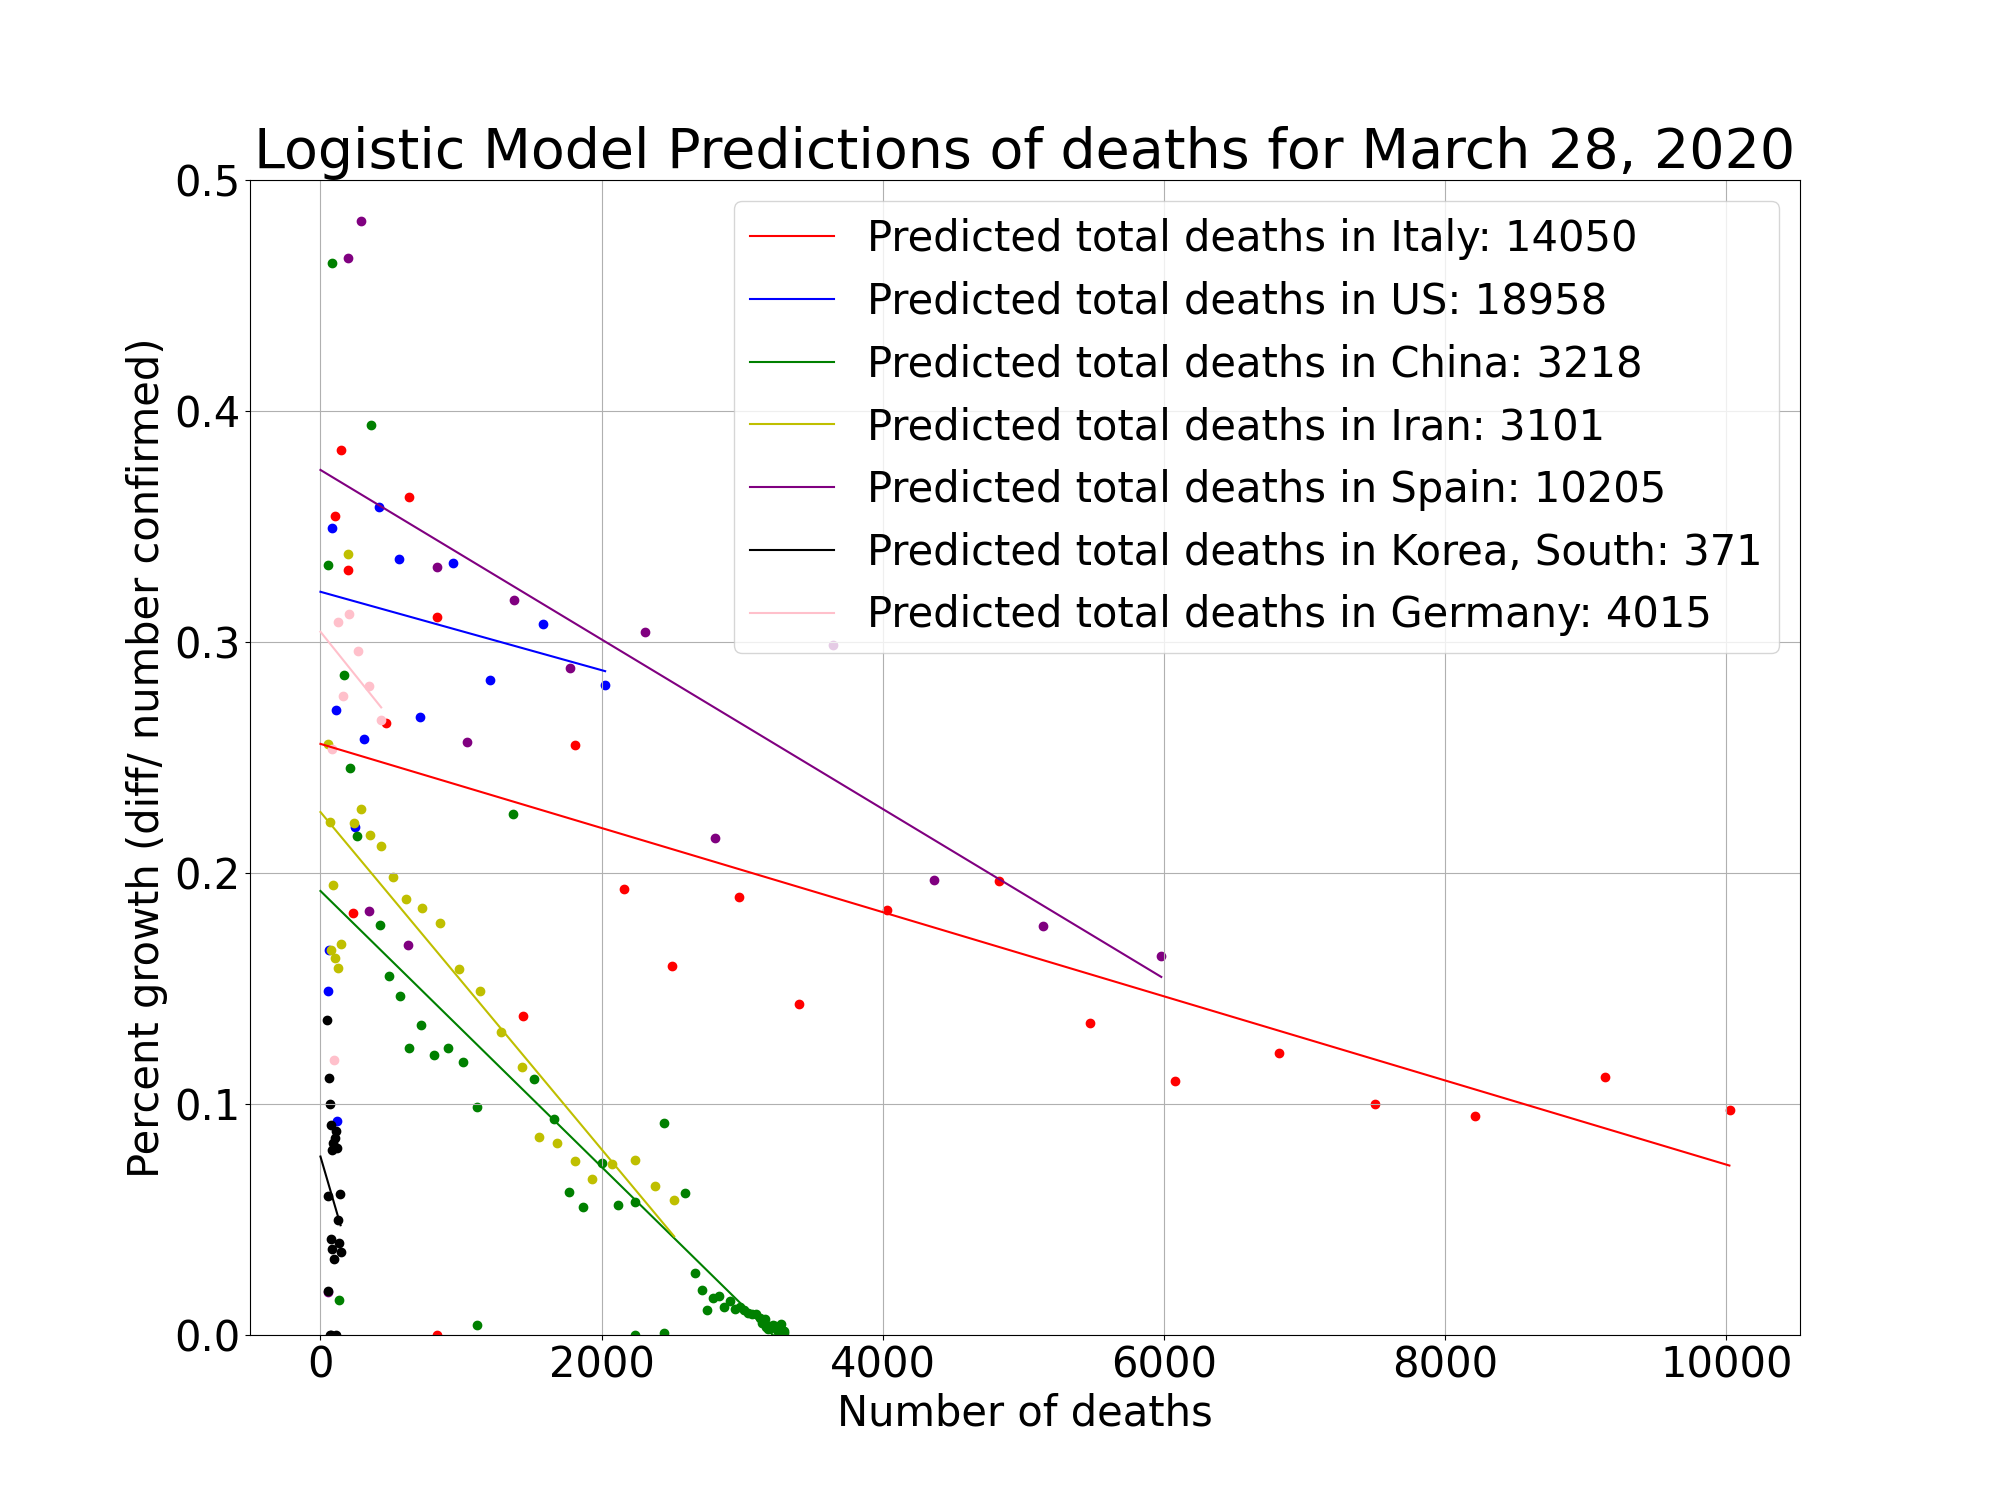 Logistic Model Predictions of deaths for March 28, 2020
Percent growth (diff/ number confirmed)
0.5
0.4
0.3
0.2
0.1
0.0
Predicted total deaths in Italy: 14050
Predicted total deaths in US: 18958
Predicted total deaths in China: 3218
Predicted total deaths in Iran: 3101
Predicted total deaths in Spain: 10205
Predicted total deaths in Korea, South: 371
Predicted total deaths in Germany: 4015
0 2000 4000 6000 8000 10000
Number of deaths